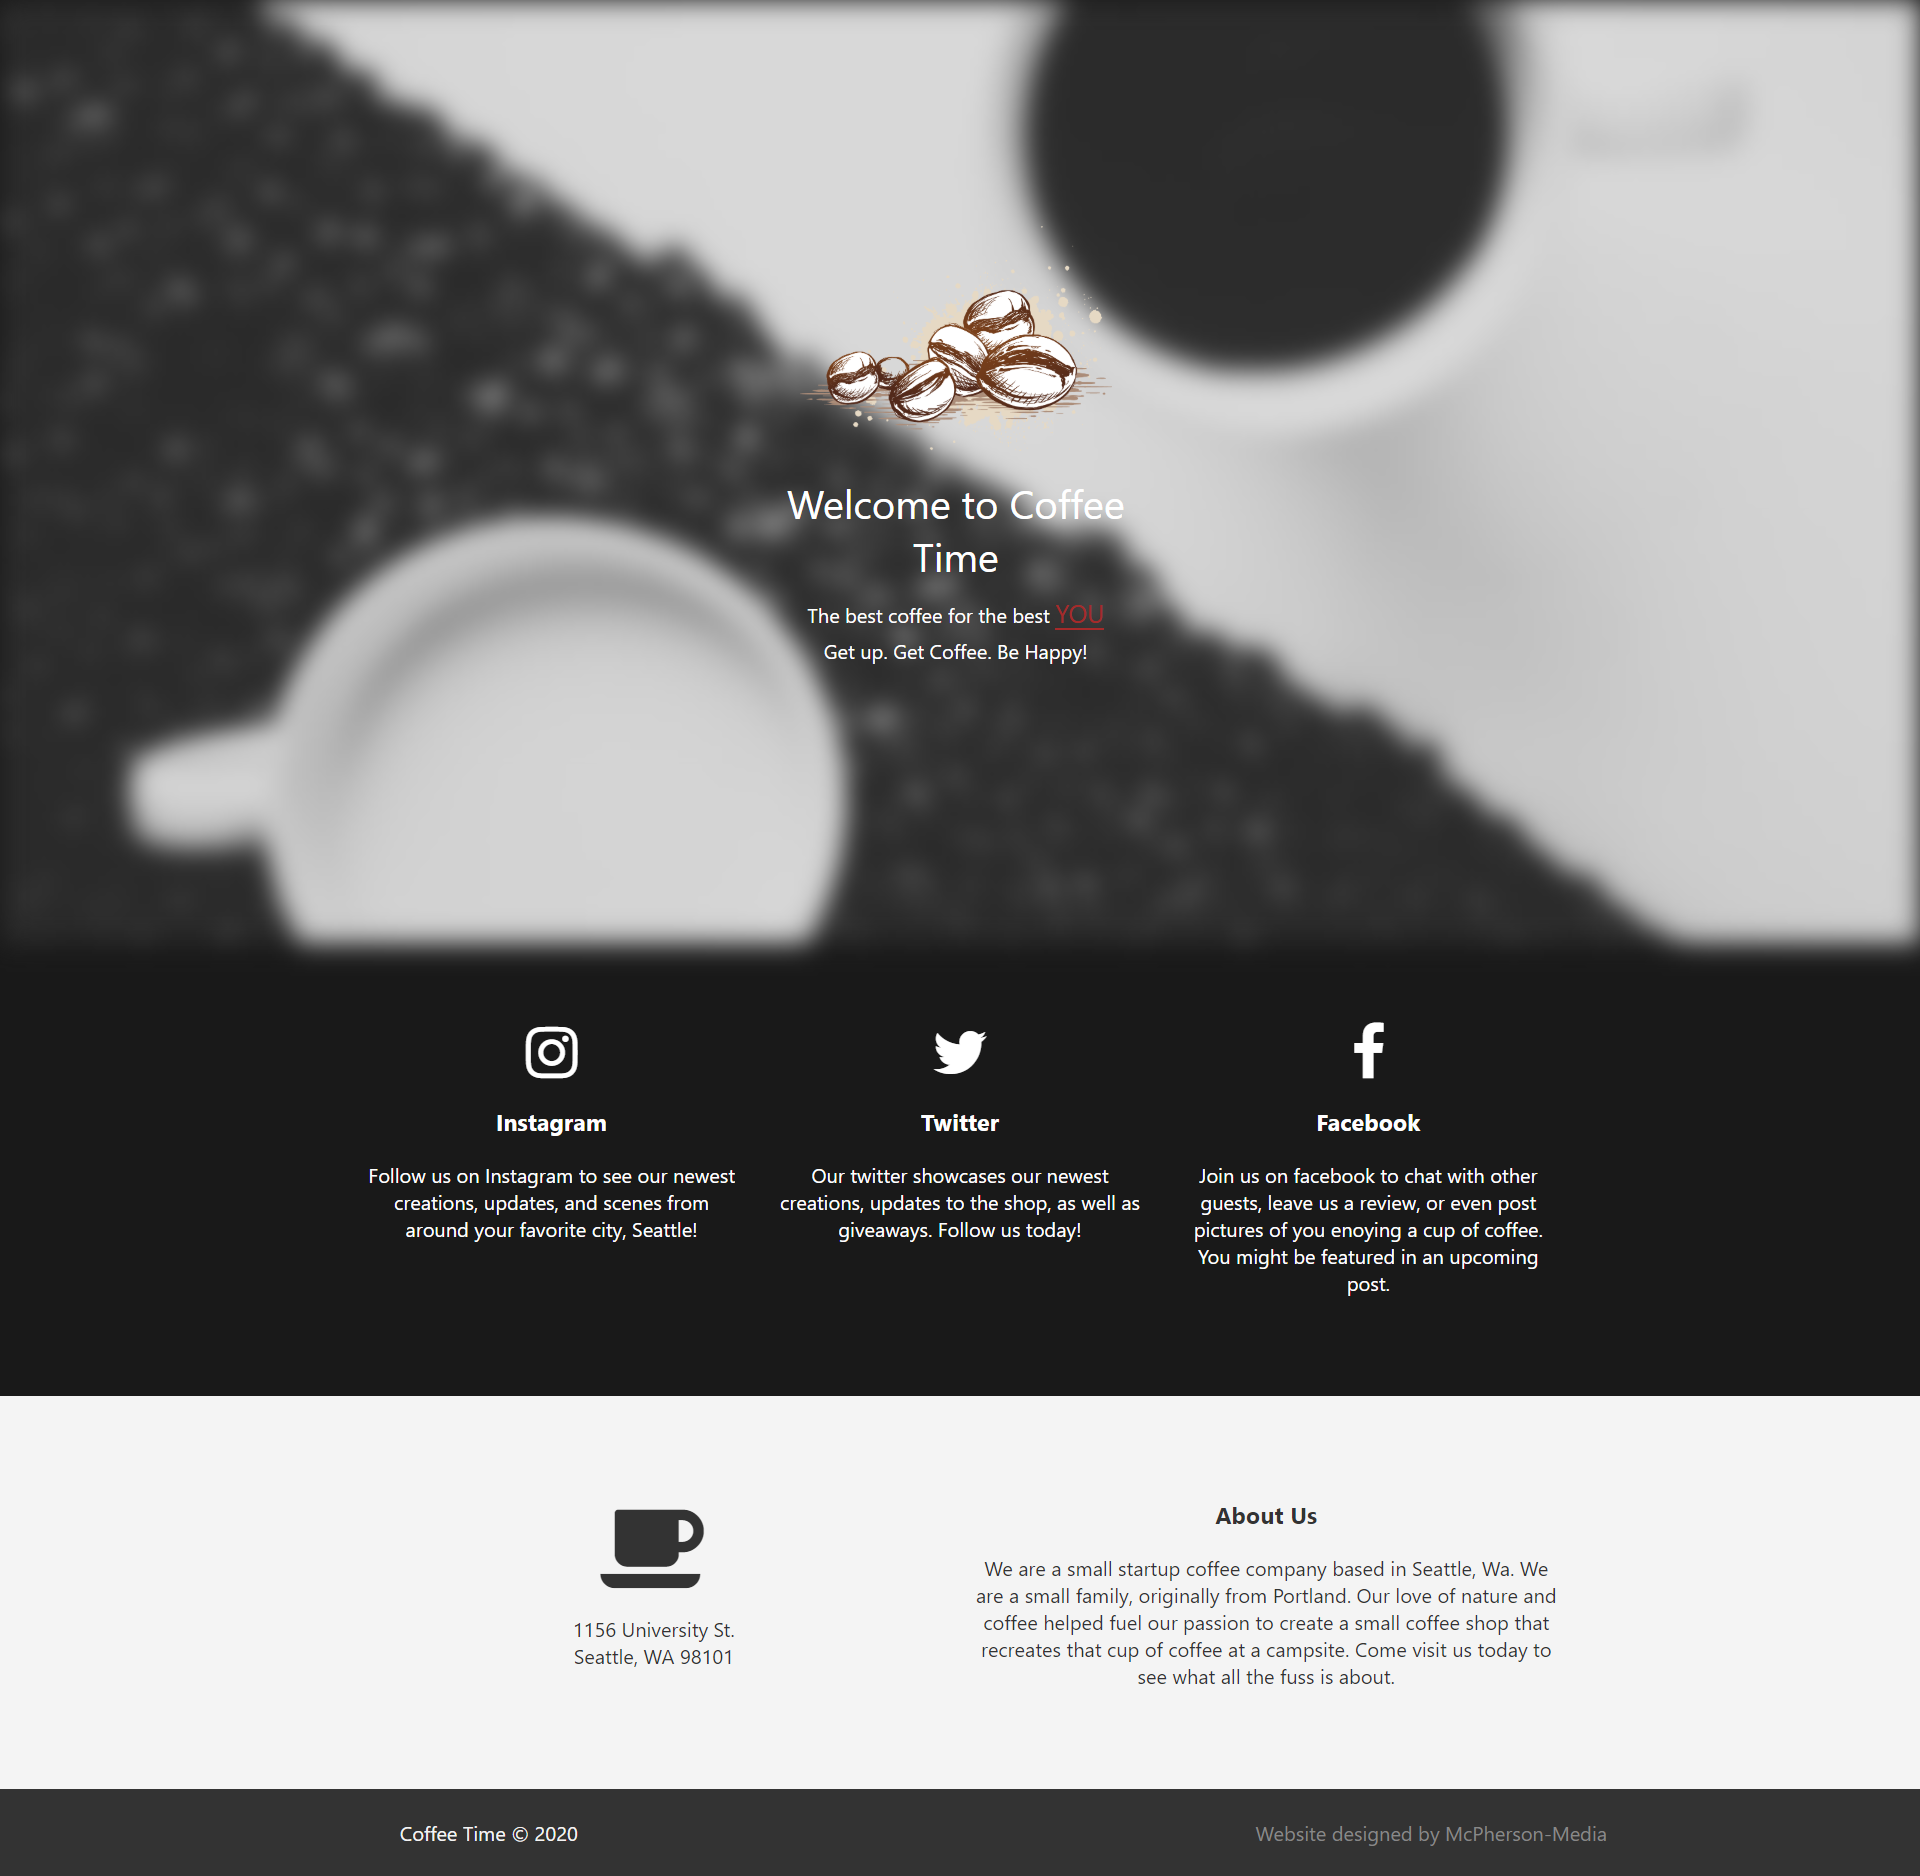 Welcome to Coffee
Time
The best coffee for the best YOU
Get up. Get Coffee. Be Happy!
Instagram
Follow us on Instagram to see our newest
creations, updates, and scenes from
around your favorite city, Seattle!
Twitter
Our twitter showcases our newest
creations, updates to the shop, as well as
giveaways. Follow us today!
Facebook
Join us on facebook to chat with other
guests, leave us a review, or even post
pictures of you enoying a cup of coffee.
You might be featured in an upcoming
post.
1156 University St.
Seattle, WA 98101
About Us
We are a small startup coffee company based in Seattle, Wa. We
are a small family, originally from Portland. Our love of nature and
coffee helped fuel our passion to create a small coffee shop that
recreates that cup of coffee at a campsite. Come visit us today to
see what all the fuss is about.
Coffee Time © 2020
Website designed by McPherson-Media